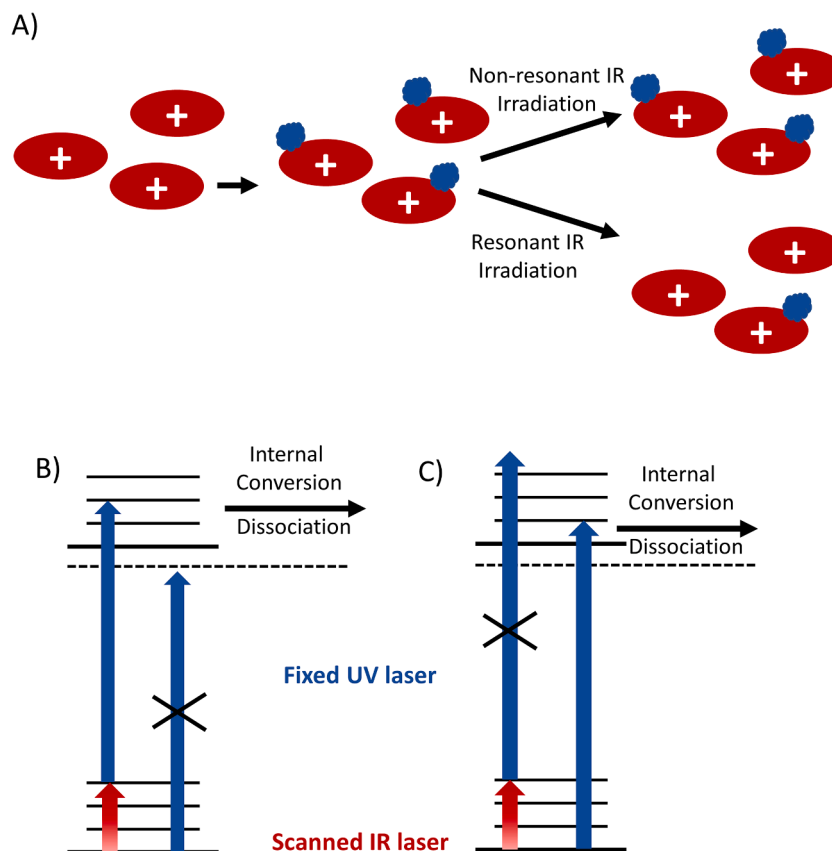 A)
Non-resonant IR
Irradiation
+
+
+
+
+
+
+
+
+
Resonant IR
Irradiation
+
+
+
B)
Internal
Conversion
Dissociation
C)
Internal
Conversion
Dissociation
Fixed UV laser
Scanned IR laser